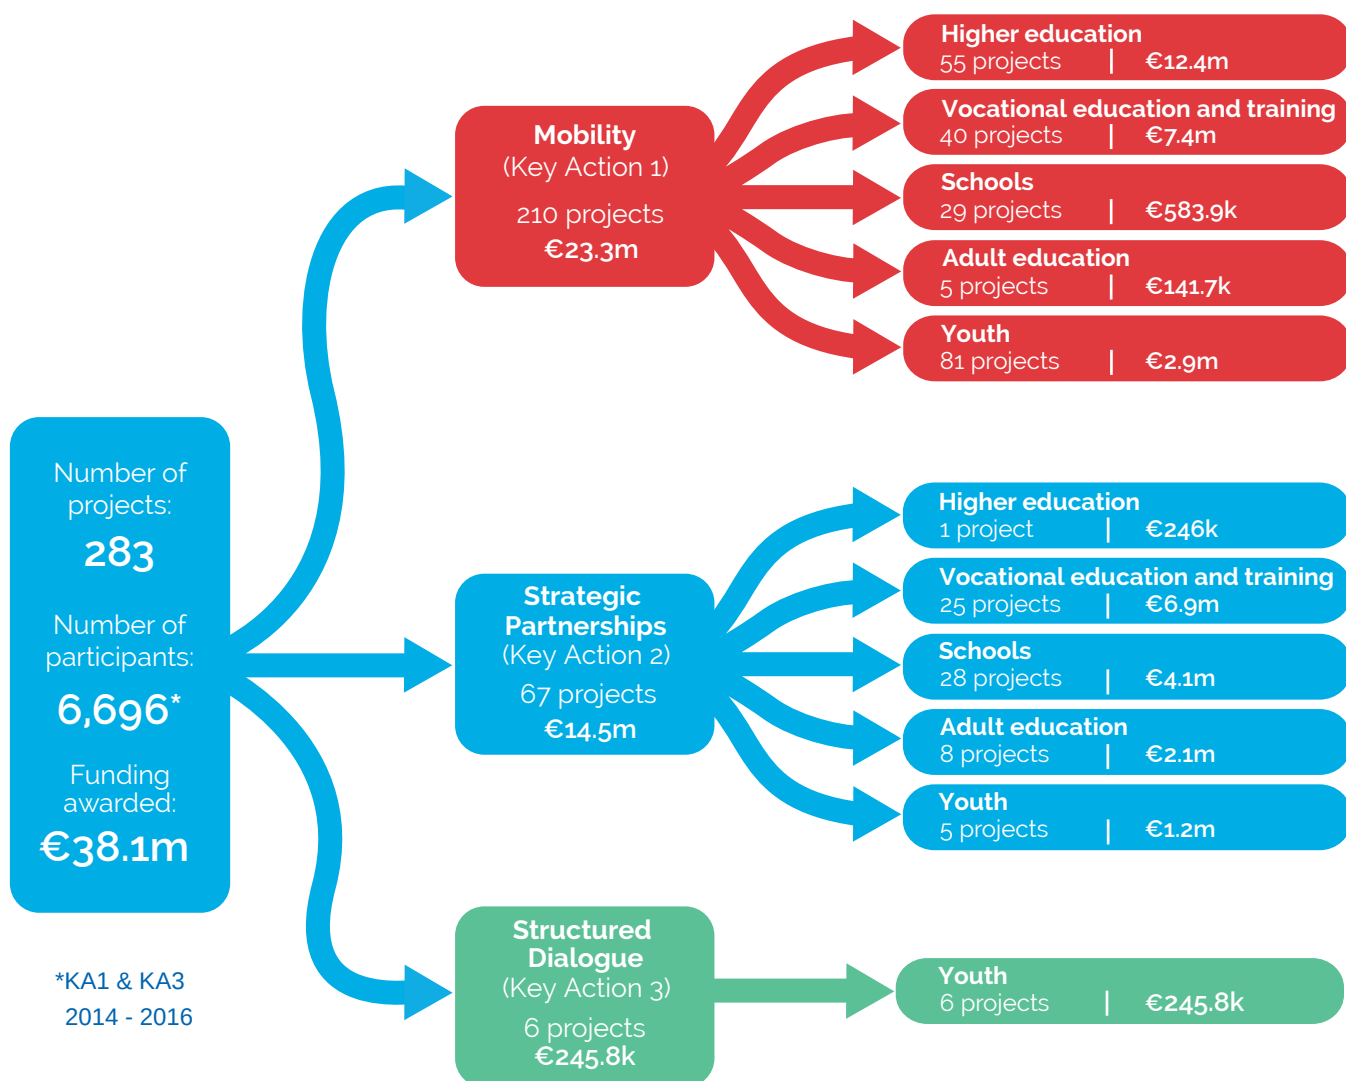 Number of
projects:
283
Number of
participants:
6,696*
Funding
awarded:
€38.1m
*KA1 & KA3
2014 - 2016
Mobility
(Key Action 1)
210 projects
€23.3m
Higher education
55 projects | €12.4m
Vocational education and training
40 projects | €7.4m
Schools
29 projects | €583.9k
Adult education
5 projects | €141.7k
Youth
81 projects | €2.9m
Strategic
Partnerships
(Key Action 2)
67 projects
€14.5m
Higher education
1 project | €246k
Vocational education and training
25 projects | €6.9m
Schools
28 projects | €4.1m
Adult education
8 projects | €2.1m
Youth
5 projects | €1.2m
Structured
Dialogue
(Key Action 3)
6 projects
€245.8k
Youth
6 projects | €245.8k